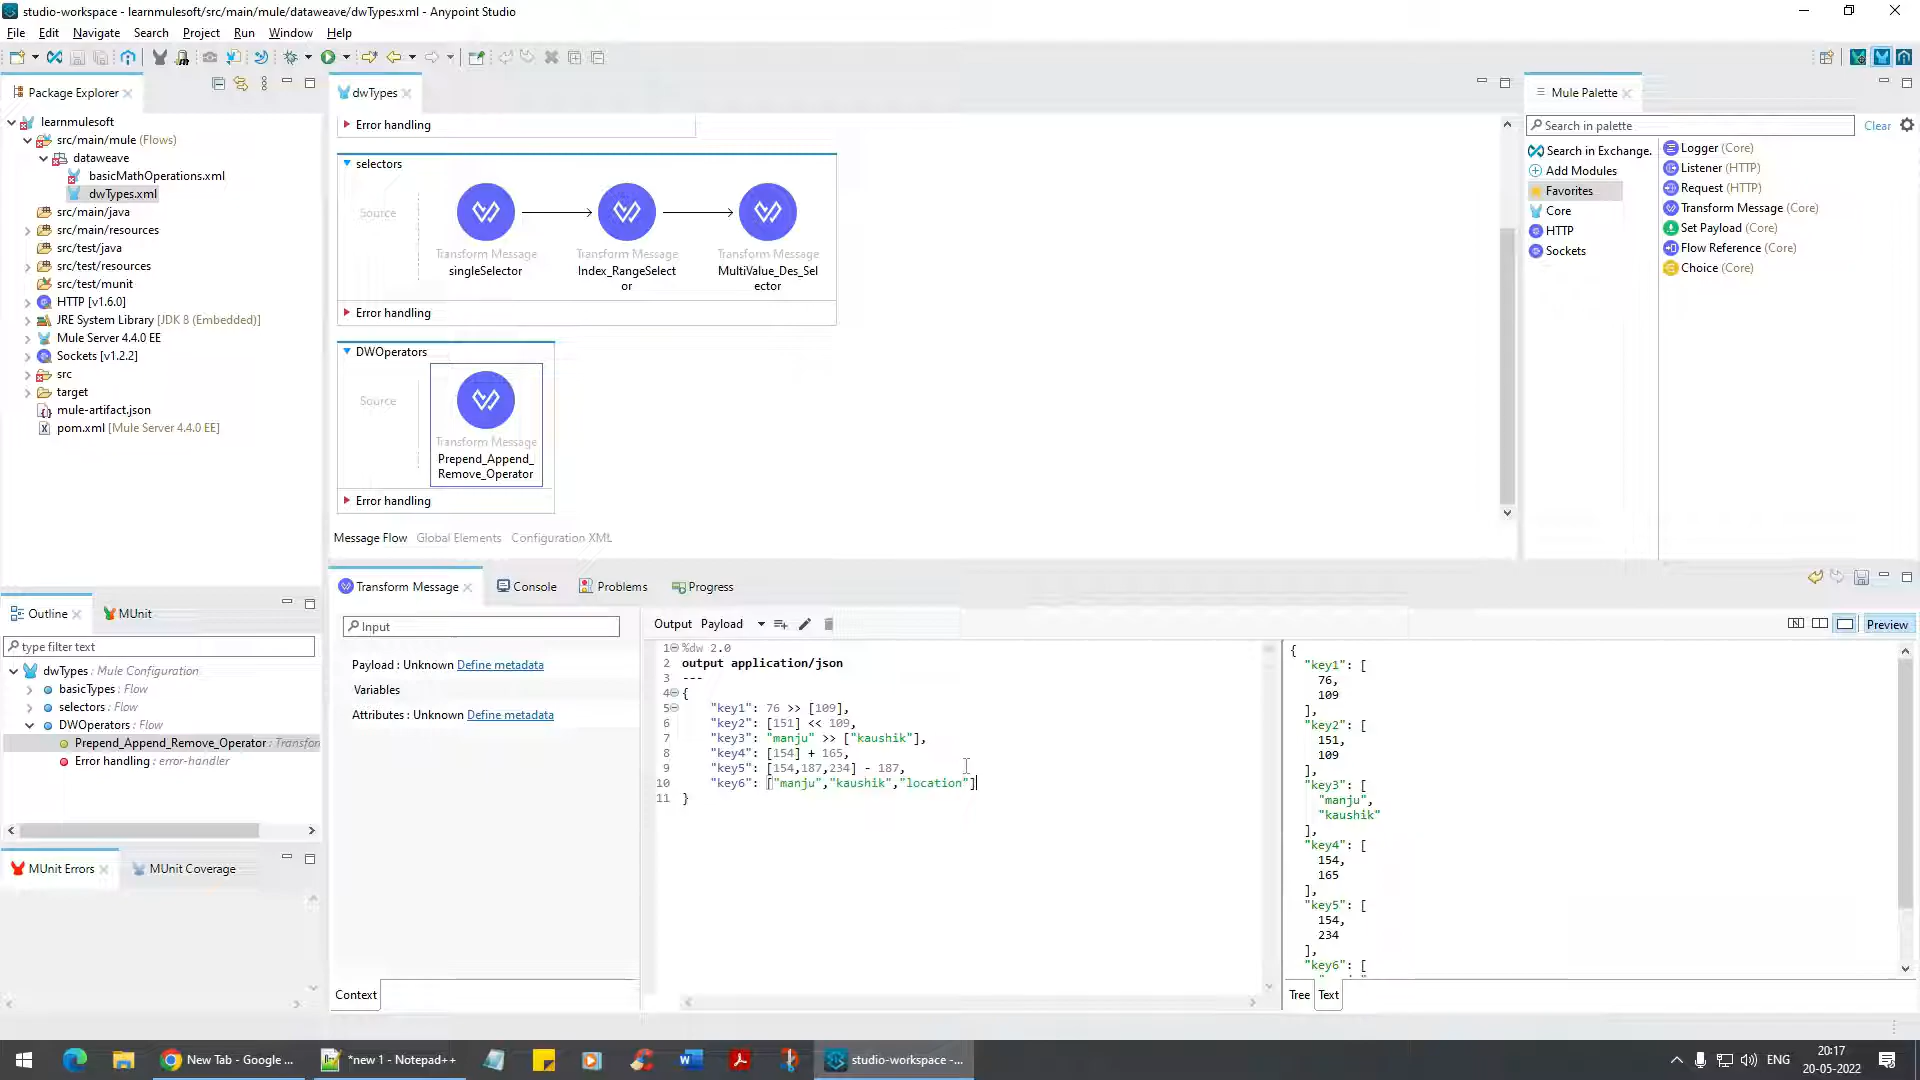 studio-workspace - learnmulesoft/src/main/mule/dataweave/dwTypes.xml - Anypoint Studio
File Edit Navigate Search Project Run Window Help
Package Explorer
learnmulesoft
src/main/mule (Flows)
dataweave
basicMathOperations.xml
dwTypes.xml
src/main/java
src/main/resources
src/test/java
src/test/resources
src/test/munit
HTTP [v1.6.0]
JRE System Library [JDK 8 (Embedded)]
Mule Server 4.4.0 EE
Sockets [v1.2.2]
src
target
mule-artifact.json
pom.xml [Mule Server 4.4.0 EE]
dwTypes
Error handling
selectors
Source
Transform Message
singleSelector
Transform Message
Index_RangeSelect
or
Transform Message
MultiValue_Des_Sel
ector
Error handling
DWOperators
Source
Transform Message
Prepend_Append_
Remove_Operator
Error handling
Message Flow Global Elements Configuration XML
Mule Palette
Search in palette
Clear
Search in Exchange.
Add Modules
Favorites
Core
HTTP
Sockets
Logger (Core)
Listener (HTTP)
Request (HTTP)
Transform Message (Core)
Set Payload (Core)
Flow Reference (Core)
Choice (Core)
Outline MUnit
type filter text
dwTypes : Mule Configuration
basicTypes : Flow
selectors : Flow
DWOperators : Flow
Prepend_Append_Remove_Operator : Transfor
Error handling : error-handler
MUnit Errors MUnit Coverage
Transform Message Console Problems Progress
Input
Payload : Unknown Define metadata
Variables
Attributes : Unknown Define metadata
Context
Output Payload
Preview
1 %dw 2.0
2 output application/json
3 ---
4 {
5 "key1": 76 >> [109],
6 "key2": [151] << 109,
7 "key3": "manju" >> ["kaushik"],
8 "key4": [154] + 165,
9 "key5": [154,187,234] - 187,
10 "key6": ["manju","kaushik","location"]
11 }
{
"key1": [
76,
109
],
"key2": [
151,
109
],
"key3": [
"manju",
"kaushik"
],
"key4": [
154,
165
],
"key5": [
154,
234
],
"key6": [
Tree Text
New Tab - Google ...
*new 1 - Notepad++
studio-workspace -...
ENG
20:17
20-05-2022